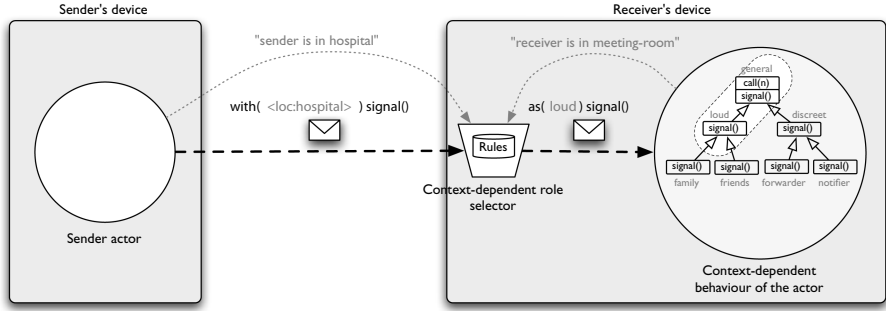 Sender's device
Receiver's device
"sender is in hospital"
"receiver is in meeting-room"
general
call(n)
signal()
with( <loc:hospital> ) signal()
as( loud ) signal()
loud
discreet
signal()
signal()
Rules
signal()
signal()
signal()
signal()
family
friends
forwarder
notifier
Context-dependent role
selector
Sender actor
Context-dependent
behaviour of the actor